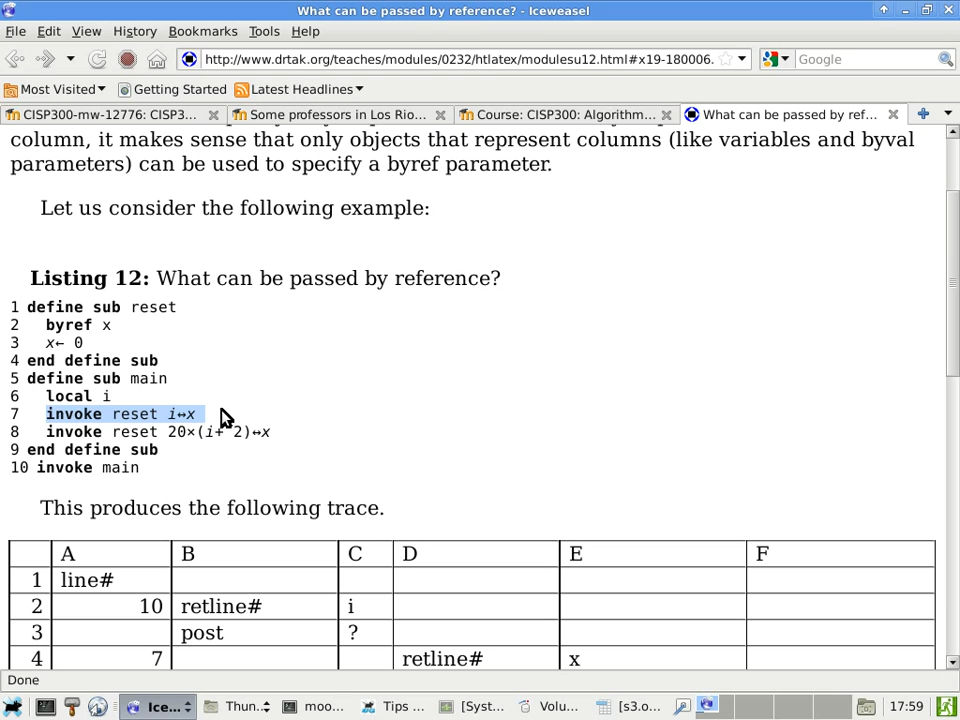 What can be passed by reference? - Iceweasel
File Edit View History Bookmarks Tools Help
http://www.drtak.org/teaches/modules/0232/htlatex/modulesu12.html#x19-180006. Google
Most Visited Getting Started Latest Headlines
CISP300-mw-12776: CISP3... Some professors in Los Rio... Course: CISP300: Algorithm... What can be passed by ref...
column, it makes sense that only objects that represent columns (like variables and byval
parameters) can be used to specify a byref parameter.
Let us consider the following example:
Listing 12: What can be passed by reference?
1 define sub reset
2 byref x
3 x← 0
4 end define sub
5 define sub main
6 local i
7 invoke reset i↔x
8 invoke reset 20×(i+ 2)↔x
9 end define sub
10 invoke main
This produces the following trace.
A B C D E F
1 line#
2 10 retline# i
3 post ?
4 7 retline# x
Done
Ice... Thun... moo... Tips ... [Syst... Volu... [s3.o... 17:59